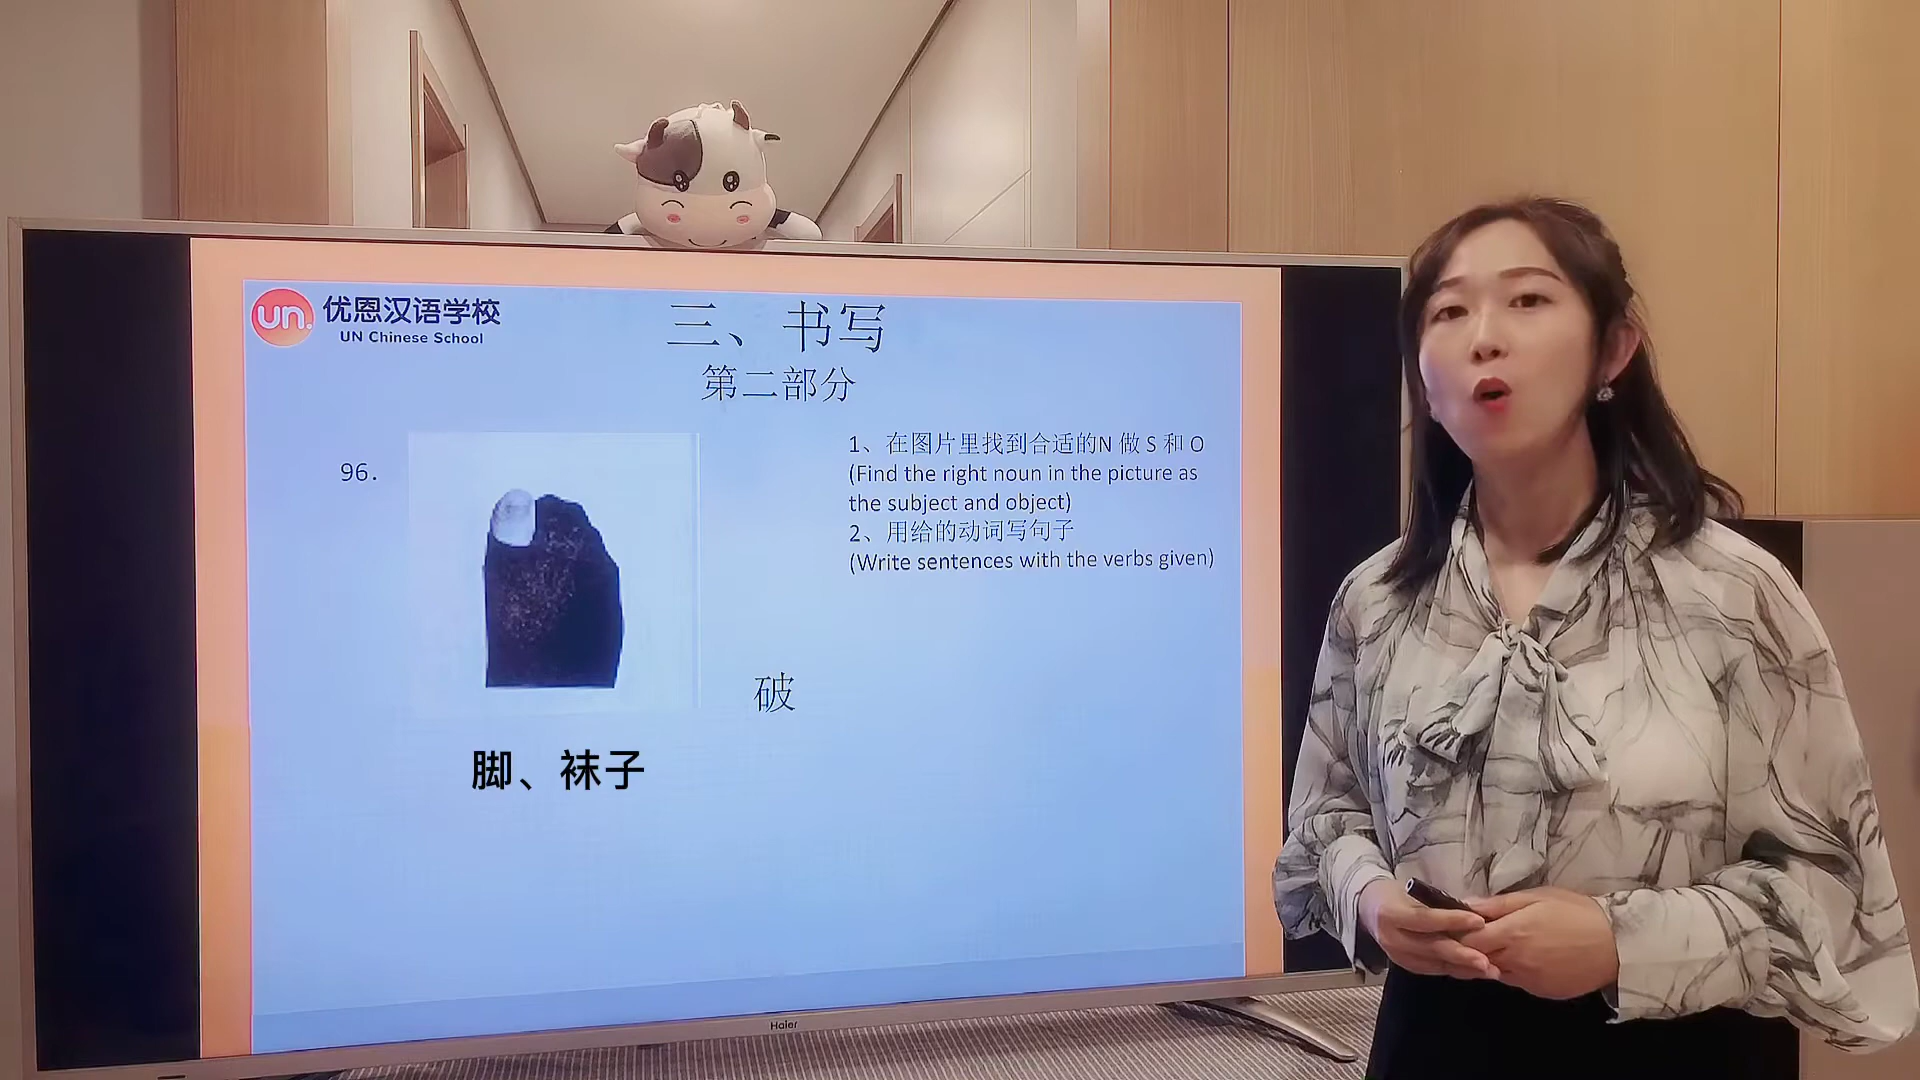 un.
优恩汉语学校
UN Chinese School
三、书写
第二部分
96.
1、在图片里找到合适的N 做 S 和 O
(Find the right noun in the picture as
the subject and object)
2、用给的动词写句子
(Write sentences with the verbs given)
破
脚、袜子
Haier